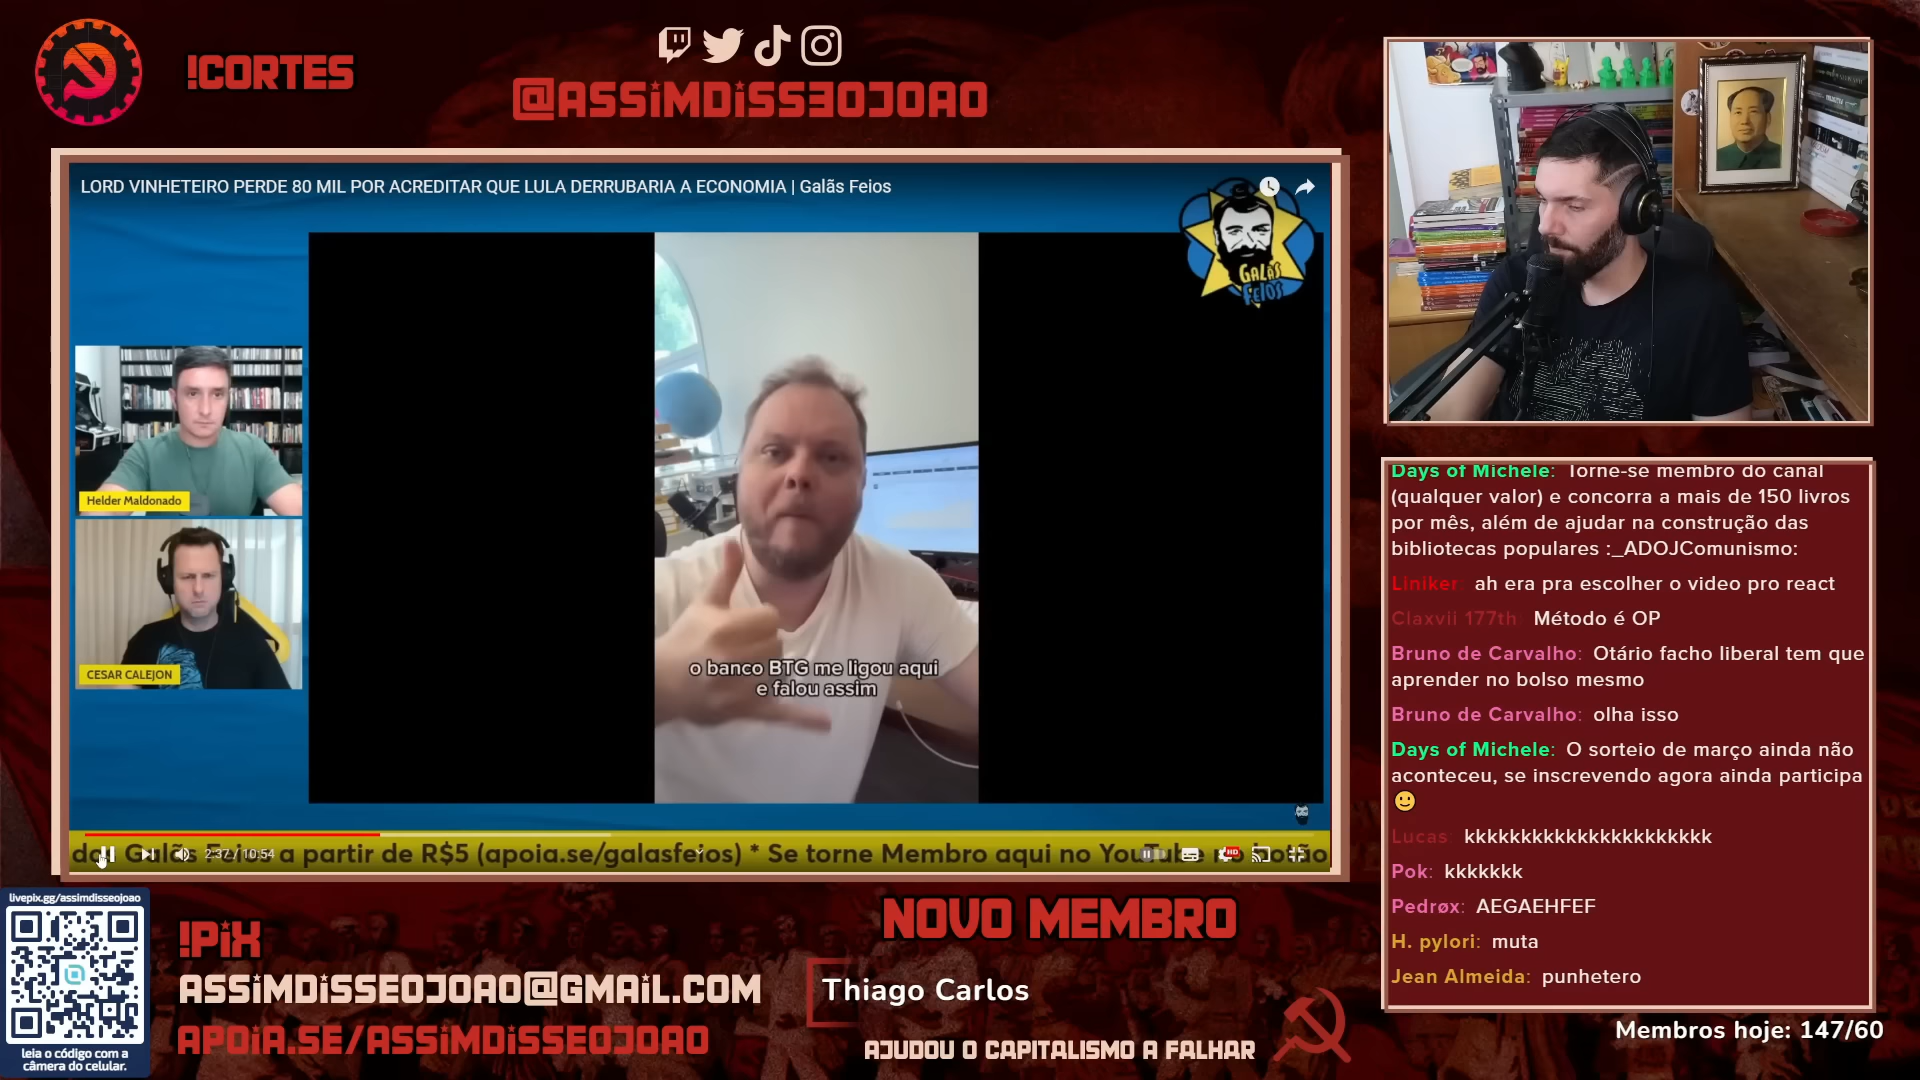 !CORTES
@ASSIMDISSEOJOAO
LORD VINHETEIRO PERDE 80 MIL POR ACREDITAR QUE LULA DERRUBARIA A ECONOMIA | Galãs Feios
GALÃS
FEIOS
Helder Maldonado
CESAR CALEJON
o banco BTG me ligou aqui
e falou assim
2:37 / 10:54
HD
Galãs Feios a partir de R$5 (apoia.se/galasfeios) * Se torne Membro aqui no YouTube no botão
Days of Michele: Torne-se membro do canal
(qualquer valor) e concorra a mais de 150 livros
por mês, além de ajudar na construção das
bibliotecas populares :_ADOJComunismo:
Liniker: ah era pra escolher o video pro react
Claxvii 177th: Método é OP
Bruno de Carvalho: Otário facho liberal tem que
aprender no bolso mesmo
Bruno de Carvalho: olha isso
Days of Michele: O sorteio de março ainda não
aconteceu, se inscrevendo agora ainda participa
Lucas: kkkkkkkkkkkkkkkkkkkkkk
Pok: kkkkkkk
Pedrøx: AEGAEHFEF
H. pylori: muta
Jean Almeida: punhetero
Membros hoje: 147/60
livepix.gg/assimdisseojoao
leia o código com a
câmera do celular.
!PIX
ASSIMDISSEOJOAO@GMAIL.COM
APOIA.SE/ASSIMDISSEOJOAO
NOVO MEMBRO
Thiago Carlos
AJUDOU O CAPITALISMO A FALHAR